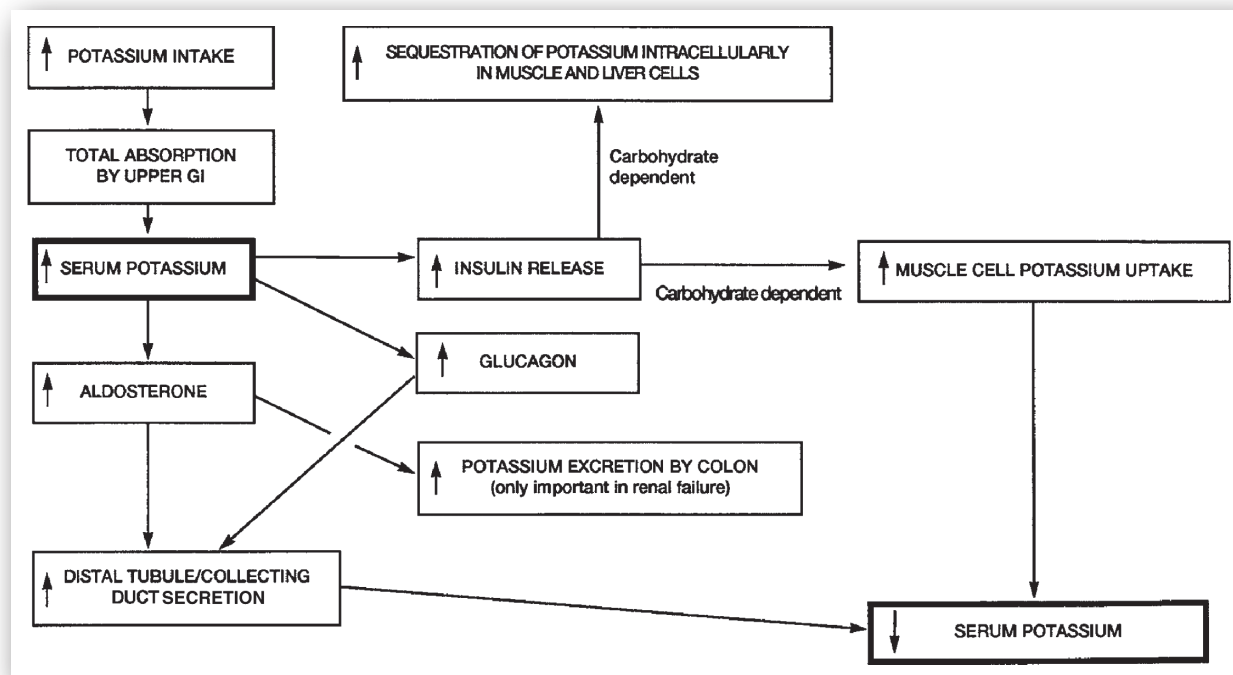 POTASSIUM INTAKE
SEQUESTRATION OF POTASSIUM INTRACELLULARLY
IN MUSCLE AND LIVER CELLS
TOTAL ABSORPTION
BY UPPER GI
Carbohydrate
dependent
SERUM POTASSIUM
INSULIN RELEASE
Carbohydrate dependent
MUSCLE CELL POTASSIUM UPTAKE
GLUCAGON
ALDOSTERONE
POTASSIUM EXCRETION BY COLON
(only important in renal failure)
DISTAL TUBULE/COLLECTING
DUCT SECRETION
SERUM POTASSIUM